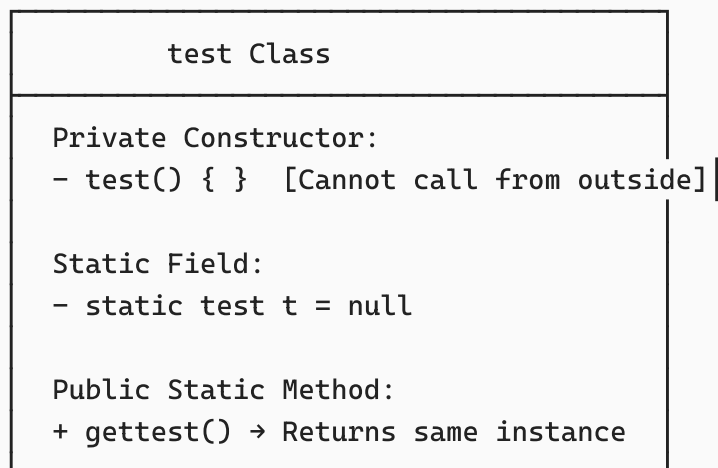 test Class
Private Constructor:
- test() { }  [Cannot call from outside]
Static Field:
- static test t = null
Public Static Method:
+ gettest() → Returns same instance